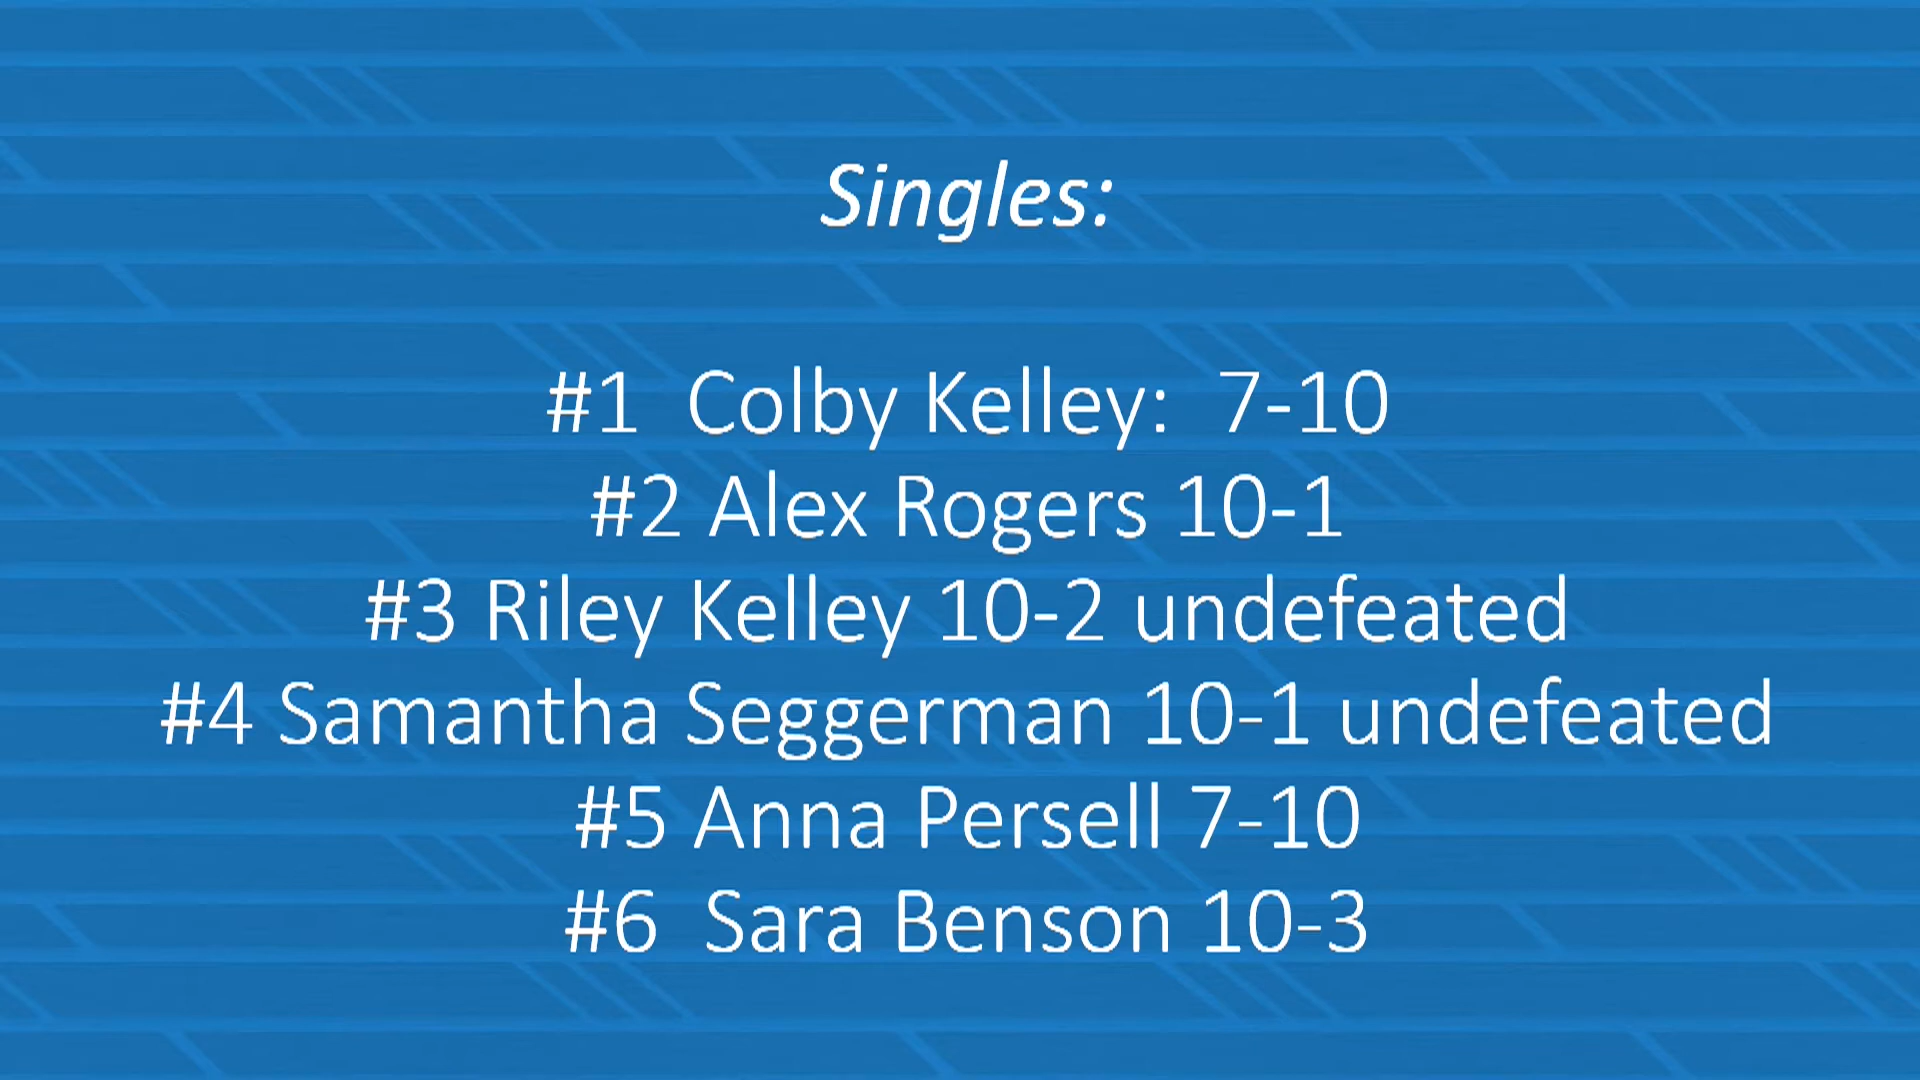 Singles:
#1  Colby Kelley:  7-10
#2 Alex Rogers 10-1
#3 Riley Kelley 10-2 undefeated
#4 Samantha Seggerman 10-1 undefeated
#5 Anna Persell 7-10
#6  Sara Benson 10-3